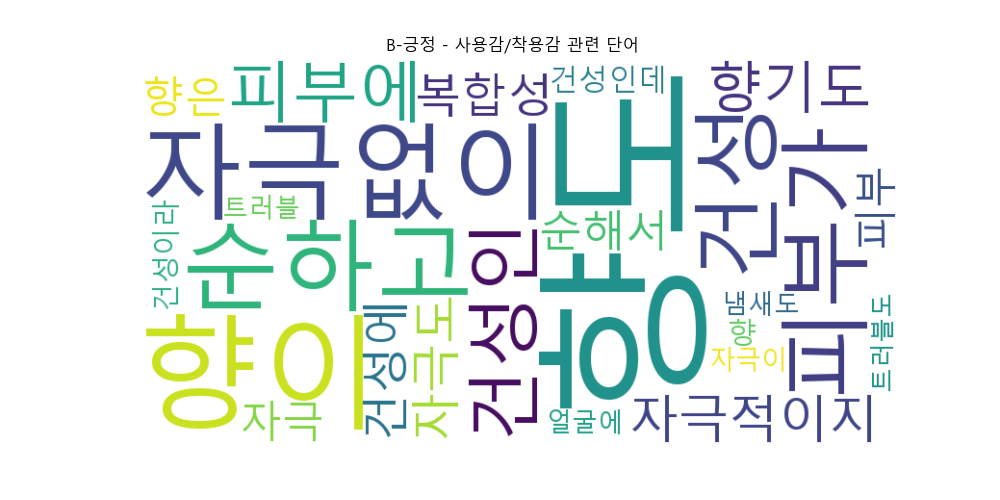 B-긍정 - 사용감/착용감 관련 단어
향은
피부에
복합성
건성인데
향기도
자극
없이
향도
건성
피부가
트러블
순해서
피부
건성이라
순하고
건성인
냄새도
향이
건성에
자극도
향
자극이
트러블도
자극
얼굴에
자극적이지